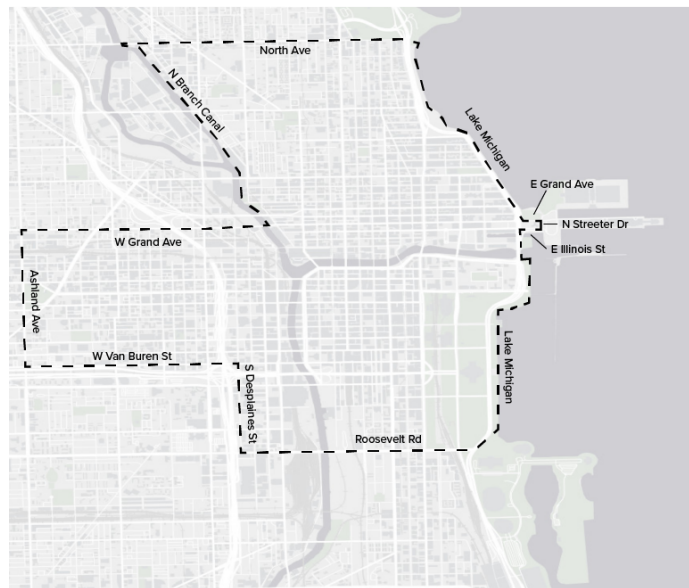 North Ave
N Branch Canal
Lake Michigan
E Grand Ave
N Streeter Dr
E Illinois St
W Grand Ave
Ashland Ave
Lake Michigan
W Van Buren St
S Desplaines St
Roosevelt Rd